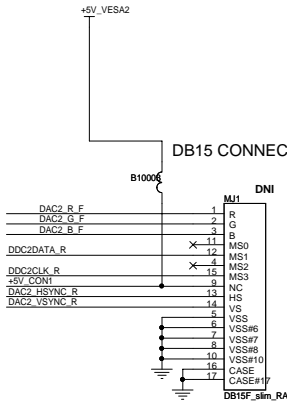 +5V_VESA2
DB15 CONNEC
B10008
DNI
MJ1
DAC2_R_F 1 R
DAC2_G_F 2 G
DAC2_B_F 3 B
11 MS0
DDC2DATA_R 12 MS1
4 MS2
DDC2CLK_R 15 MS3
+5V_CON1 9 NC
DAC2_HSYNC_R 13 HS
DAC2_VSYNC_R 14 VS
5 VSS
6 VSS#6
7 VSS#7
8 VSS#8
10 VSS#10
16 CASE
17 CASE#17
DB15F_slim_RA